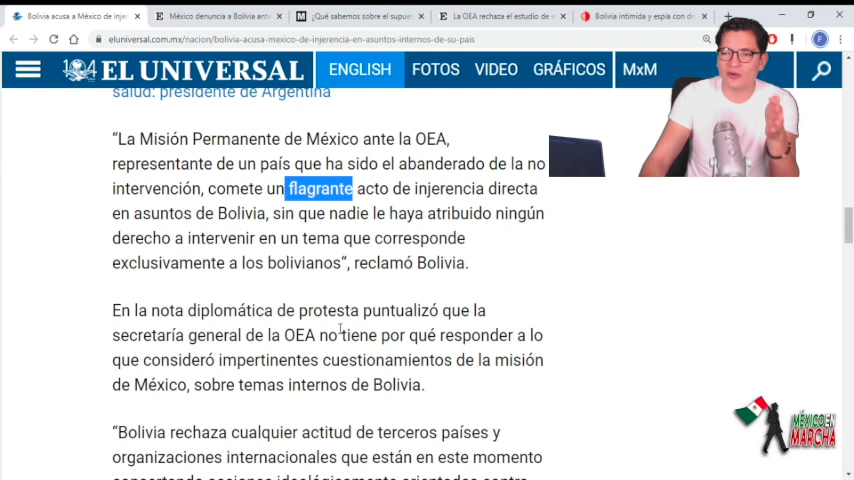 Bolivia acusa a México de injer
México denuncia a Bolivia ante
¿Qué sabemos sobre el supue
La OEA rechaza el estudio de e
Bolivia intimida y espía con dr
eluniversal.com.mx/nacion/bolivia-acusa-mexico-de-injerencia-en-asuntos-internos-de-su-pais
EL UNIVERSAL
ENGLISH FOTOS VIDEO GRÁFICOS MxM
salud: presidente de Argentina
“La Misión Permanente de México ante la OEA,
representante de un país que ha sido el abanderado de la no
intervención, comete un flagrante acto de injerencia directa
en asuntos de Bolivia, sin que nadie le haya atribuido ningún
derecho a intervenir en un tema que corresponde
exclusivamente a los bolivianos“, reclamó Bolivia.
En la nota diplomática de protesta puntualizó que la
secretaría general de la OEA no tiene por qué responder a lo
que consideró impertinentes cuestionamientos de la misión
de México, sobre temas internos de Bolivia.
“Bolivia rechaza cualquier actitud de terceros países y
organizaciones internacionales que están en este momento
MÉXICO EN
MARCHA